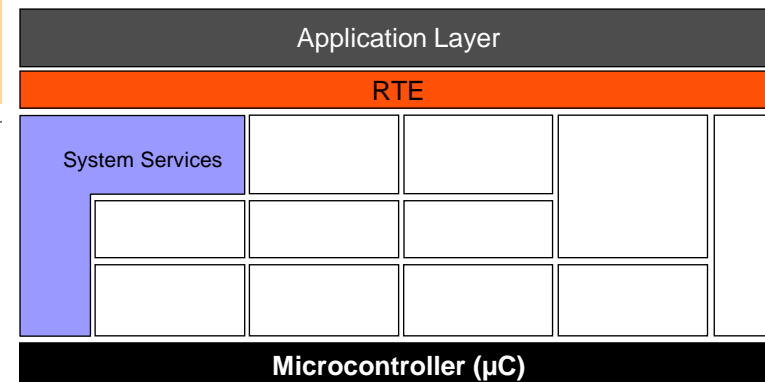 Application Layer
RTE
System Services
Microcontroller (µC)